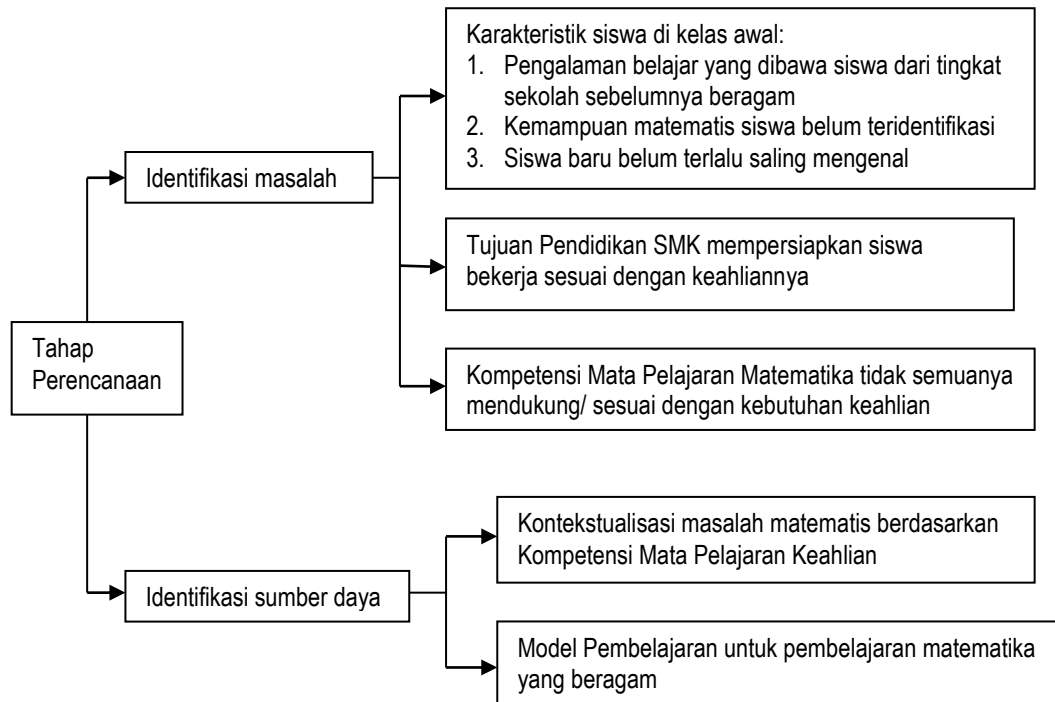 Karakteristik siswa di kelas awal:
1. Pengalaman belajar yang dibawa siswa dari tingkat
sekolah sebelumnya beragam
2. Kemampuan matematis siswa belum teridentifikasi
3. Siswa baru belum terlalu saling mengenal
Identifikasi masalah
Tujuan Pendidikan SMK mempersiapkan siswa
bekerja sesuai dengan keahliannya
Tahap
Perencanaan
Kompetensi Mata Pelajaran Matematika tidak semuanya
mendukung/ sesuai dengan kebutuhan keahlian
Kontekstualisasi masalah matematis berdasarkan
Kompetensi Mata Pelajaran Keahlian
Identifikasi sumber daya
Model Pembelajaran untuk pembelajaran matematika
yang beragam